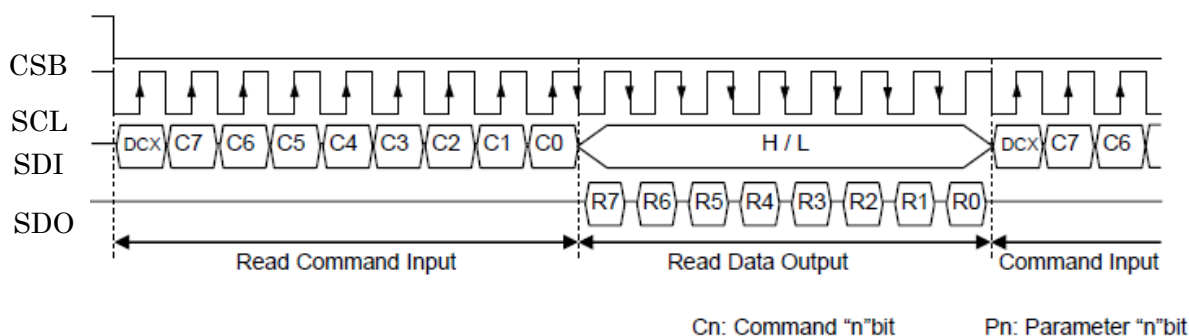 CSB
SCL
DCX C7 C6 C5 C4 C3 C2 C1 C0 H / L DCX C7 C6
SDI
R7 R6 R5 R4 R3 R2 R1 R0
SDO
Read Command Input Read Data Output Command Input
Cn: Command “n”bit Pn: Parameter “n”bit